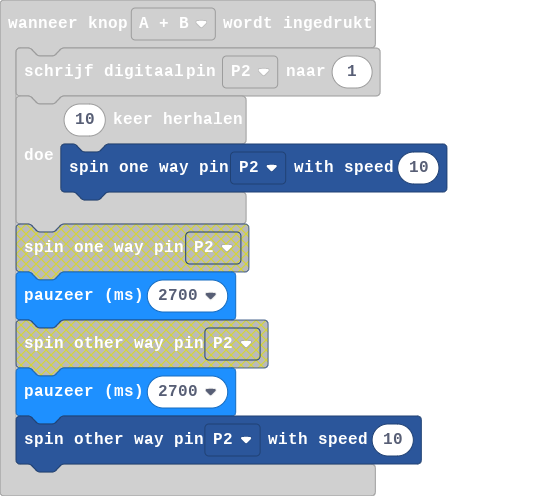 wanneer knop A + B wordt ingedrukt
schrijf digitaalpin P2 naar 1
10 keer herhalen
doe
spin one way pin P2 with speed 10
spin one way pin P2
pauzeer (ms) 2700
spin other way pin P2
pauzeer (ms) 2700
spin other way pin P2 with speed 10